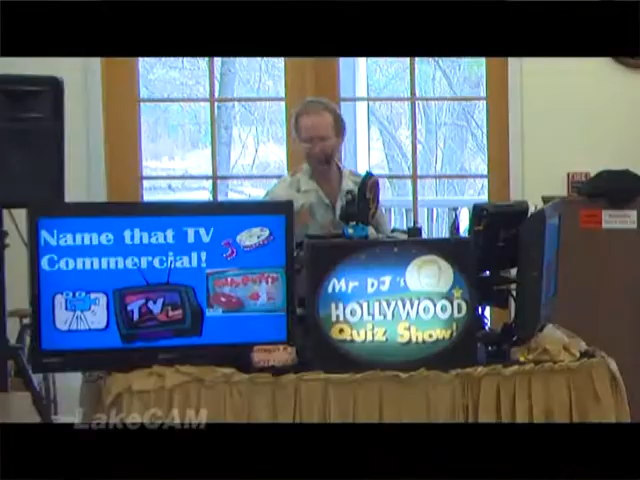 Name that TV
Commercial!
TV
Mr DJ's
HOLLYWOOD
Quiz Show!
LakeCAM